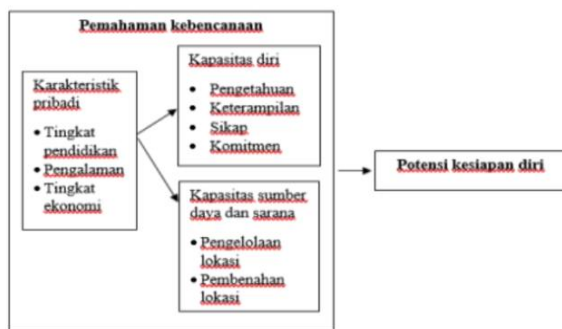 Pemahaman kebencanaan
Karakteristik
pribadi
• Tingkat
pendidikan
• Pengalaman
• Tingkat
ekonomi
Kapasitas diri
• Pengetahuan
• Keterampilan
• Sikap
• Komitmen
Kapasitas sumber
daya dan sarana
• Pengelolaan
lokasi
• Pembenahan
lokasi
Potensi kesiapan diri